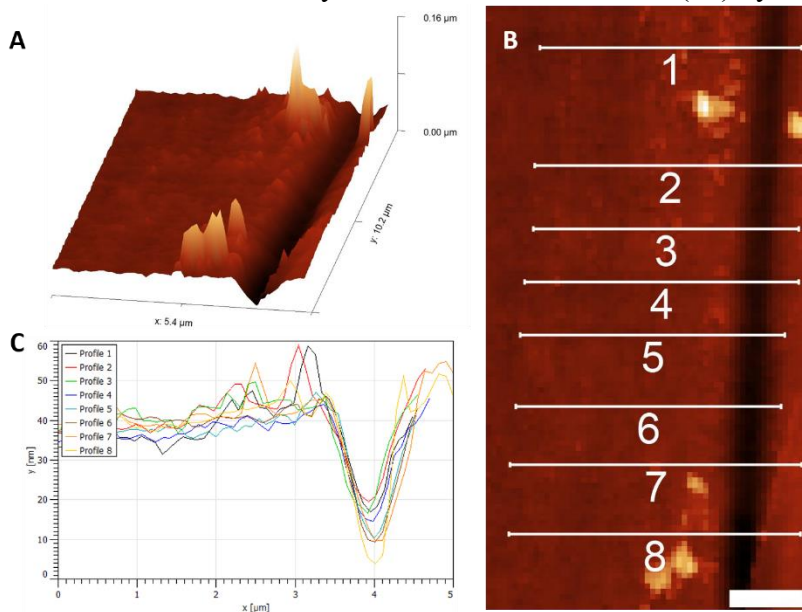 A
0.16 µm
0.00 µm
y: 10.2 µm
x: 5.4 µm
B
1
2
3
4
5
6
7
8
C
60
50
40
30
20
10
0
y [nm]
Profile 1
Profile 2
Profile 3
Profile 4
Profile 5
Profile 6
Profile 7
Profile 8
0 1 2 3 4 5
x [µm]